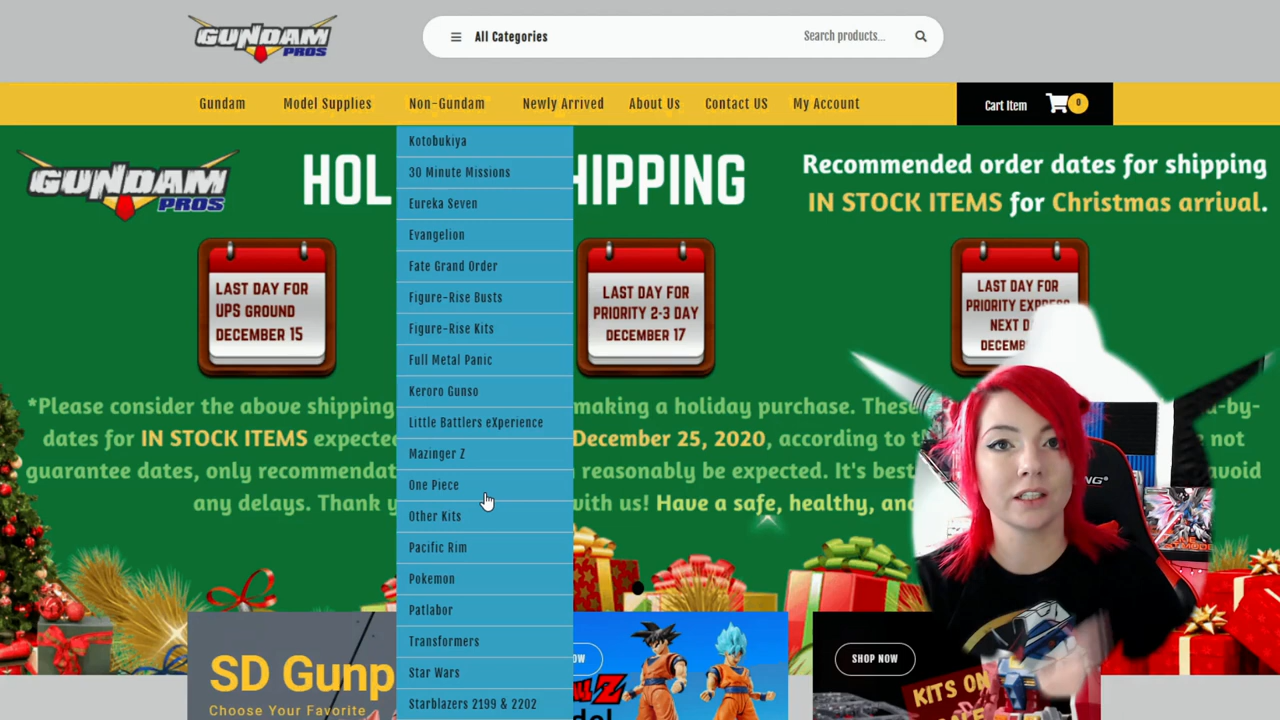 GUNDAM
PROS
All Categories
Search products...
Gundam
Model Supplies
Non-Gundam
Newly Arrived
About Us
Contact US
My Account
Cart Item
0
Kotobukiya
30 Minute Missions
Eureka Seven
Evangelion
Fate Grand Order
Figure-Rise Busts
Figure-Rise Kits
Full Metal Panic
Keroro Gunso
Little Battlers eXperience
Mazinger Z
One Piece
Other Kits
Pacific Rim
Pokemon
Patlabor
Transformers
Star Wars
Starblazers 2199 & 2202
GUNDAM
PROS
HOL HIPPING
Recommended order dates for shipping
IN STOCK ITEMS for Christmas arrival.
LAST DAY FOR
UPS GROUND
DECEMBER 15
LAST DAY FOR
PRIORITY 2-3 DAY
DECEMBER 17
LAST DAY FOR
PRIORITY EXPRESS
NEXT D
DECEMB
*Please consider the above shipping making a holiday purchase. These d-by-
dates for IN STOCK ITEMS expecte December 25, 2020, according to th not
guarantee dates, only recommendat reasonably be expected. It's best avoid
any delays. Thank y with us! Have a safe, healthy, an
SD Gunp
Choose Your Favorite
OW
Z
del
SHOP NOW
KITS ON